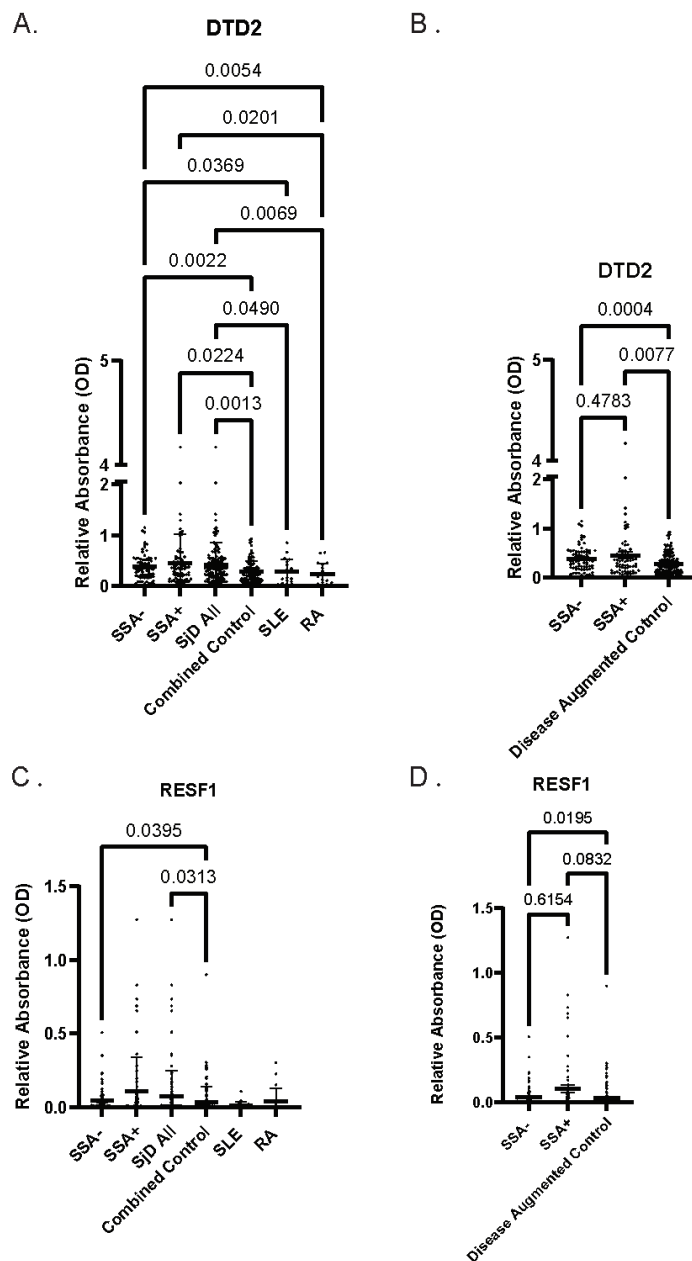 A.
DTD2
0.0054
0.0201
0.0369
0.0069
0.0022
0.0490
0.0224
0.0013
Relative Absorbance (OD)
5
4
2
1
0
SSA-
SSA+
SjD All
Combined Control
SLE
RA
B .
DTD2
0.0004
0.0077
0.4783
Relative Absorbance (OD)
5
4
2
1
0
SSA-
SSA+
Disease Augmented Cotnrol
C .
RESF1
0.0395
0.0313
Relative Absorbance (OD)
1.5
1.0
0.5
0.0
SSA-
SSA+
SjD All
Combined Control
SLE
RA
D .
RESF1
0.0195
0.0832
0.6154
Relative Absorbance (OD)
1.5
1.0
0.5
0.0
SSA-
SSA+
Disease Augmented Control